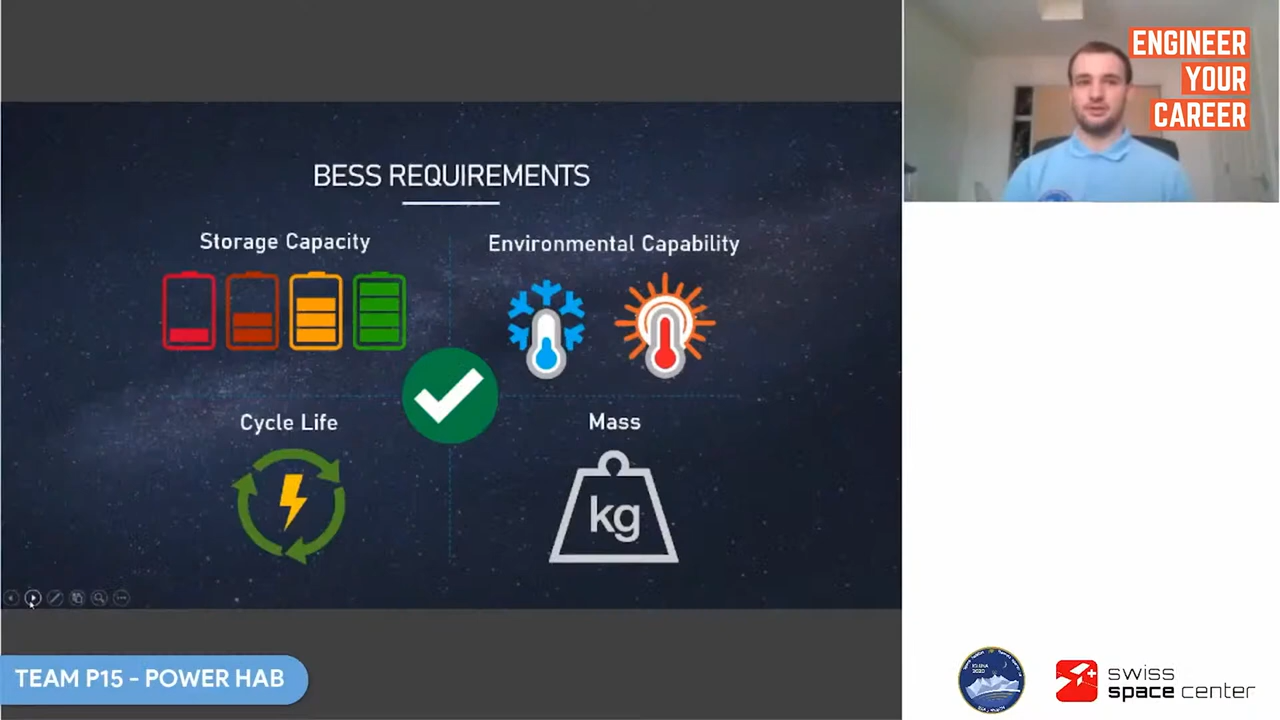 BESS REQUIREMENTS
Storage Capacity
Environmental Capability
Cycle Life
Mass
kg
TEAM P15 - POWER HAB
ENGINEER
YOUR
CAREER
swiss
space center